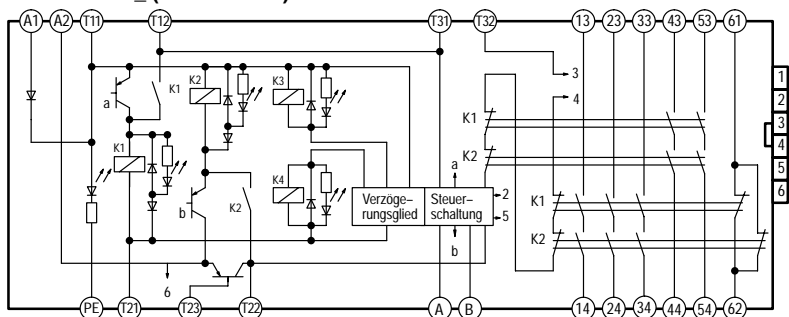 A1 A2 T11 T12 T31 T32 13 23 33 43 53 61
3
4
K1 K2 K3
a
K1
K2
K1
a
K4
Verzöge– Steuer–
rungsglied schaltung
2
5
b
K2
b
K1
K2
6
1
2
3
4
5
6
PE T21 T23 T22 A B 14 24 34 44 54 62